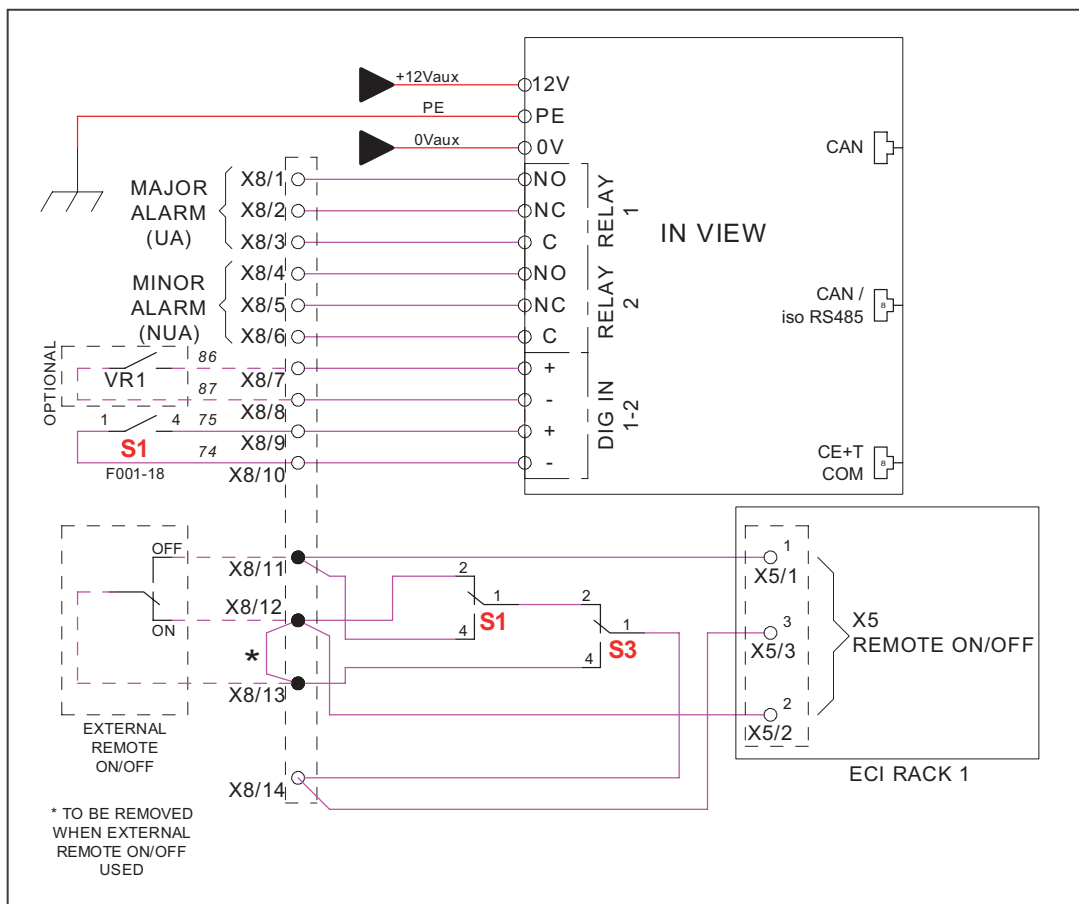 +12Vaux
12V
PE
PE
0Vaux
0V
CAN
MAJOR
ALARM
(UA)
X8/1
NO
X8/2
NC
X8/3
C
RELAY
1
IN VIEW
MINOR
ALARM
(NUA)
X8/4
NO
X8/5
NC
X8/6
C
RELAY
2
CAN /
iso RS485
8
OPTIONAL
VR1
86
X8/7
+
87
X8/8
-
1
4
75
X8/9
+
S1
74
F001-18
X8/10
-
DIG IN
1-2
CE+T
COM
8
OFF
ON
X8/11
X8/12
*
X8/13
X8/14
EXTERNAL
REMOTE
ON/OFF
2
1
4
S1
2
1
4
S3
1
X5/1
3
X5/3
2
X5/2
X5
REMOTE ON/OFF
ECI RACK 1
* TO BE REMOVED
WHEN EXTERNAL
REMOTE ON/OFF
USED